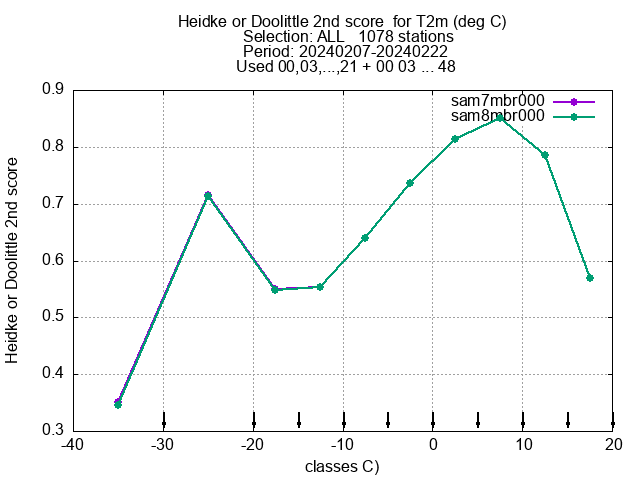 Heidke or Doolittle 2nd score  for T2m (deg C)
Selection: ALL   1078 stations
Period: 20240207-20240222
Used 00,03,...,21 + 00 03 ... 48
sam7mbr000
sam8mbr000
Heidke or Doolittle 2nd score
0.9
0.8
0.7
0.6
0.5
0.4
0.3
-40 -30 -20 -10 0 10 20
classes C)